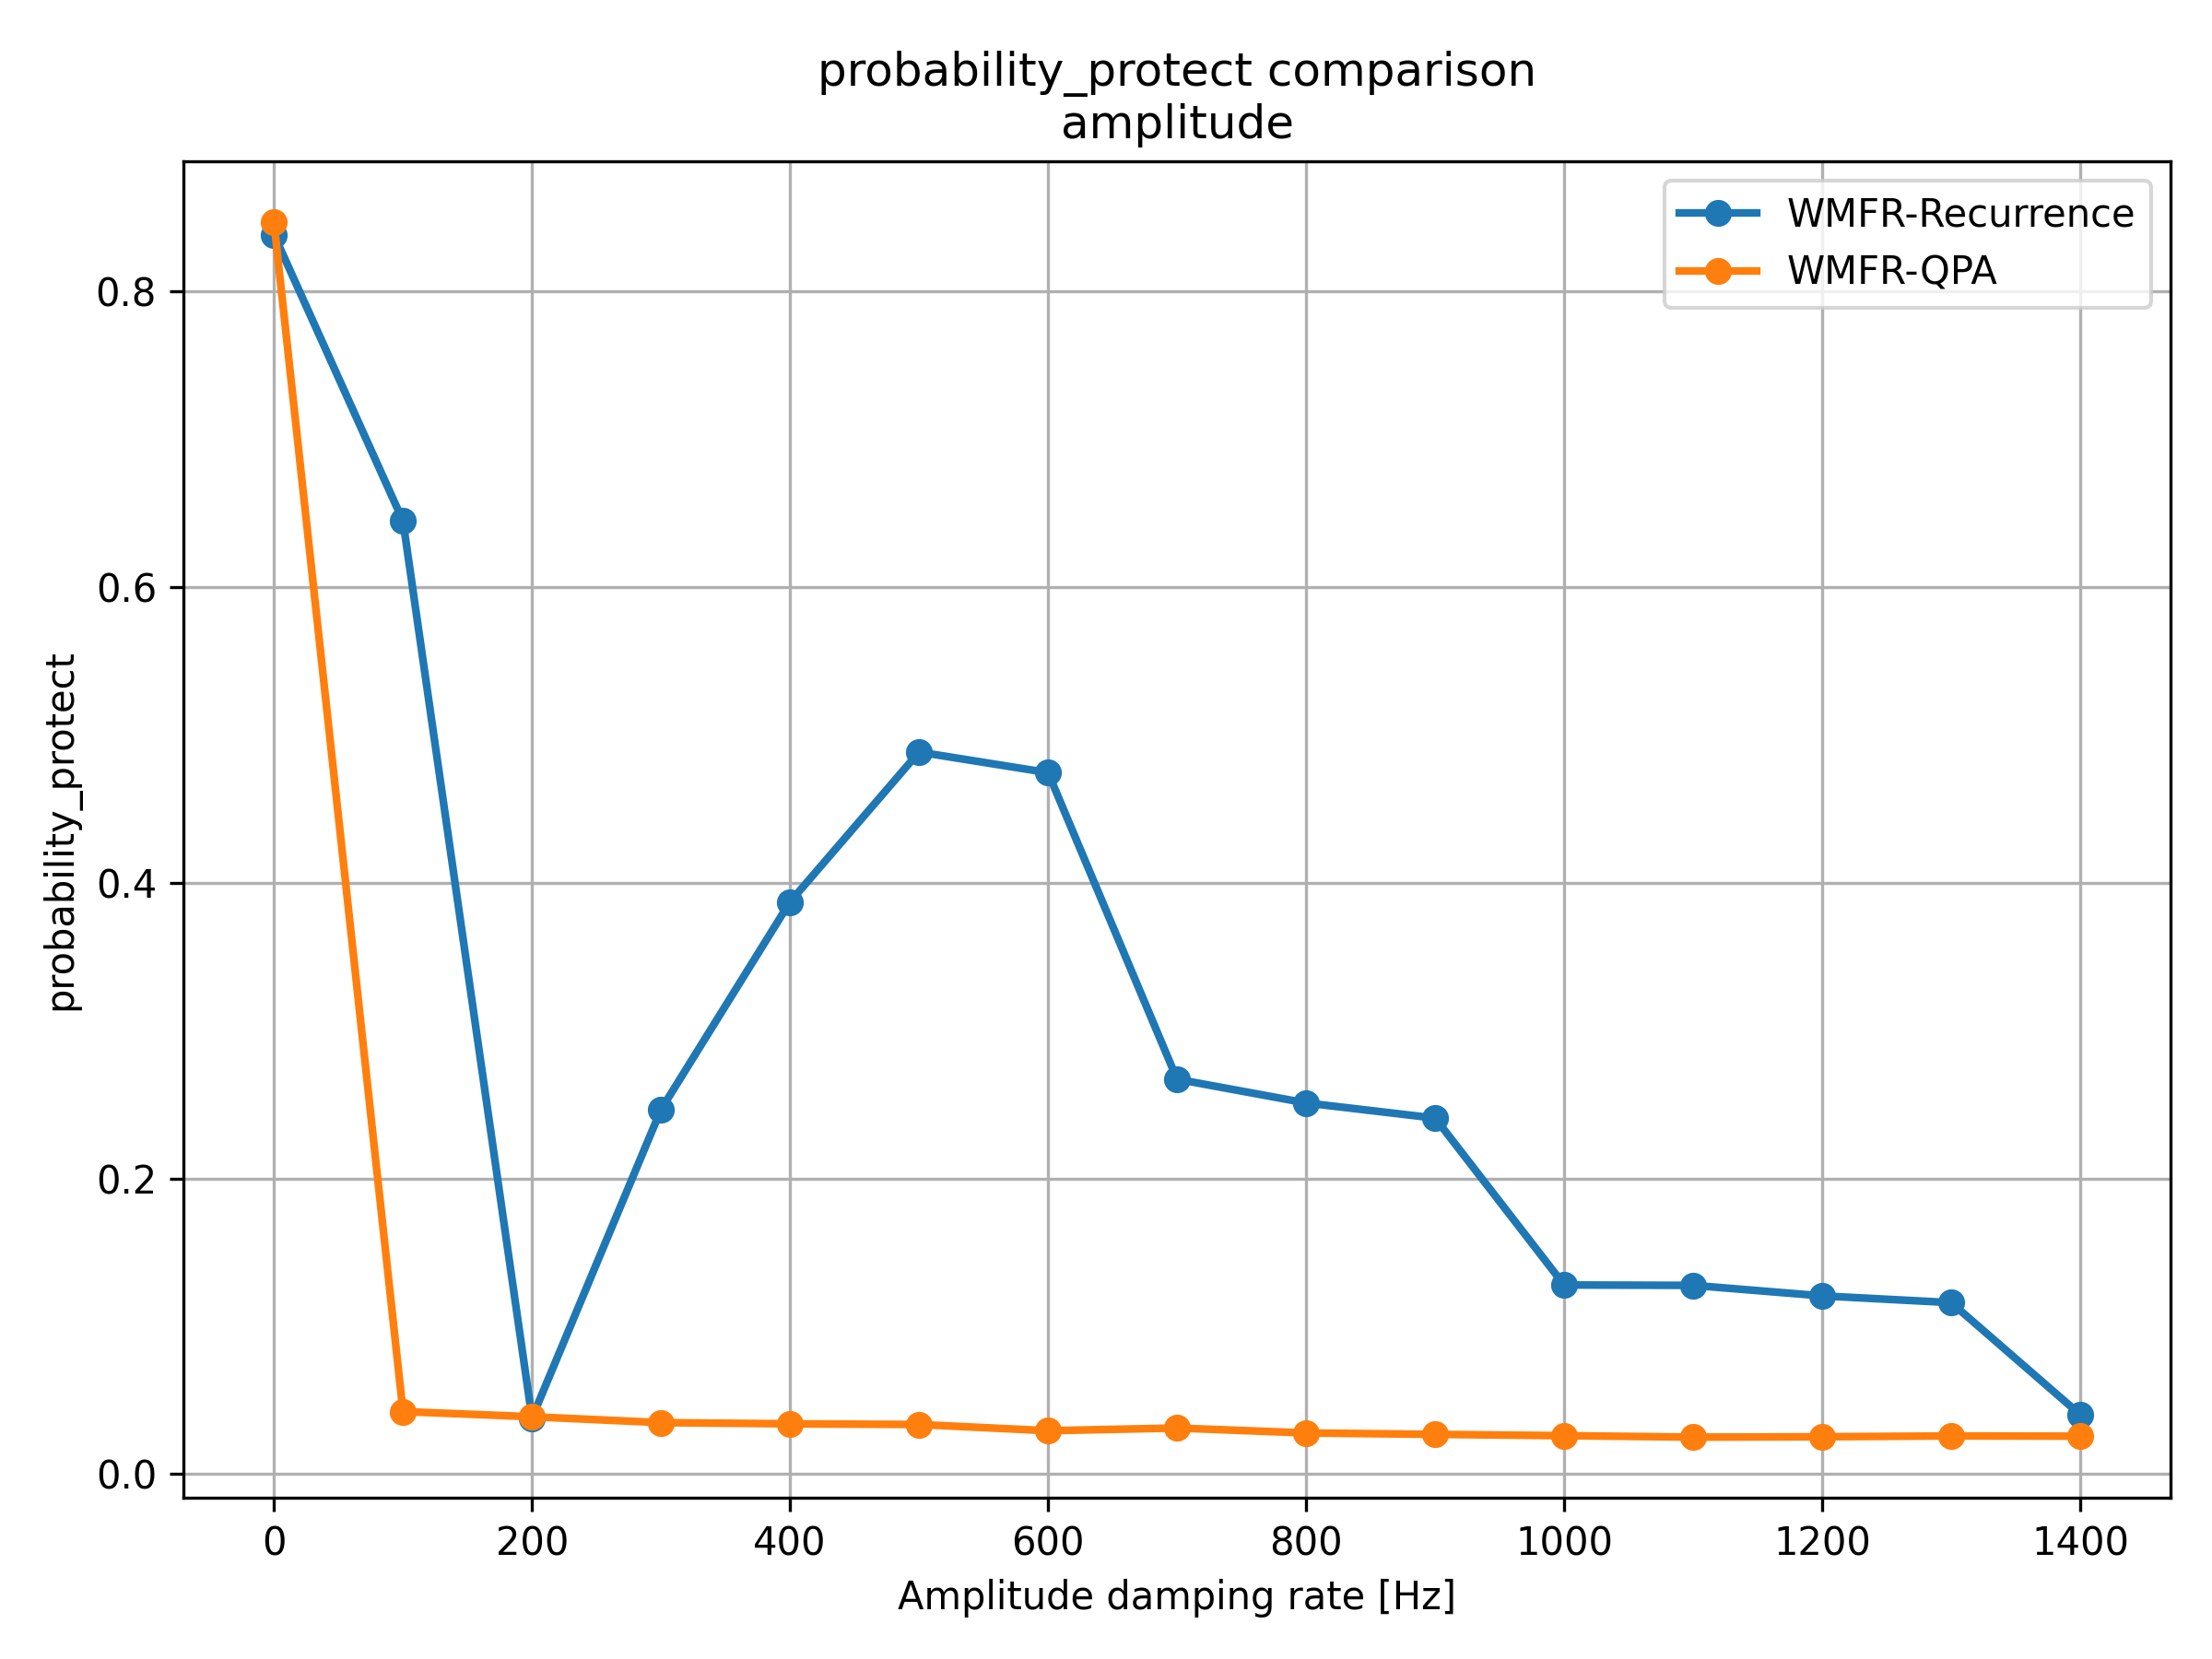 probability_protect comparison
amplitude
WMFR-Recurrence
WMFR-QPA
probability_protect
0.8
0.6
0.4
0.2
0.0
0 200 400 600 800 1000 1200 1400
Amplitude damping rate [Hz]